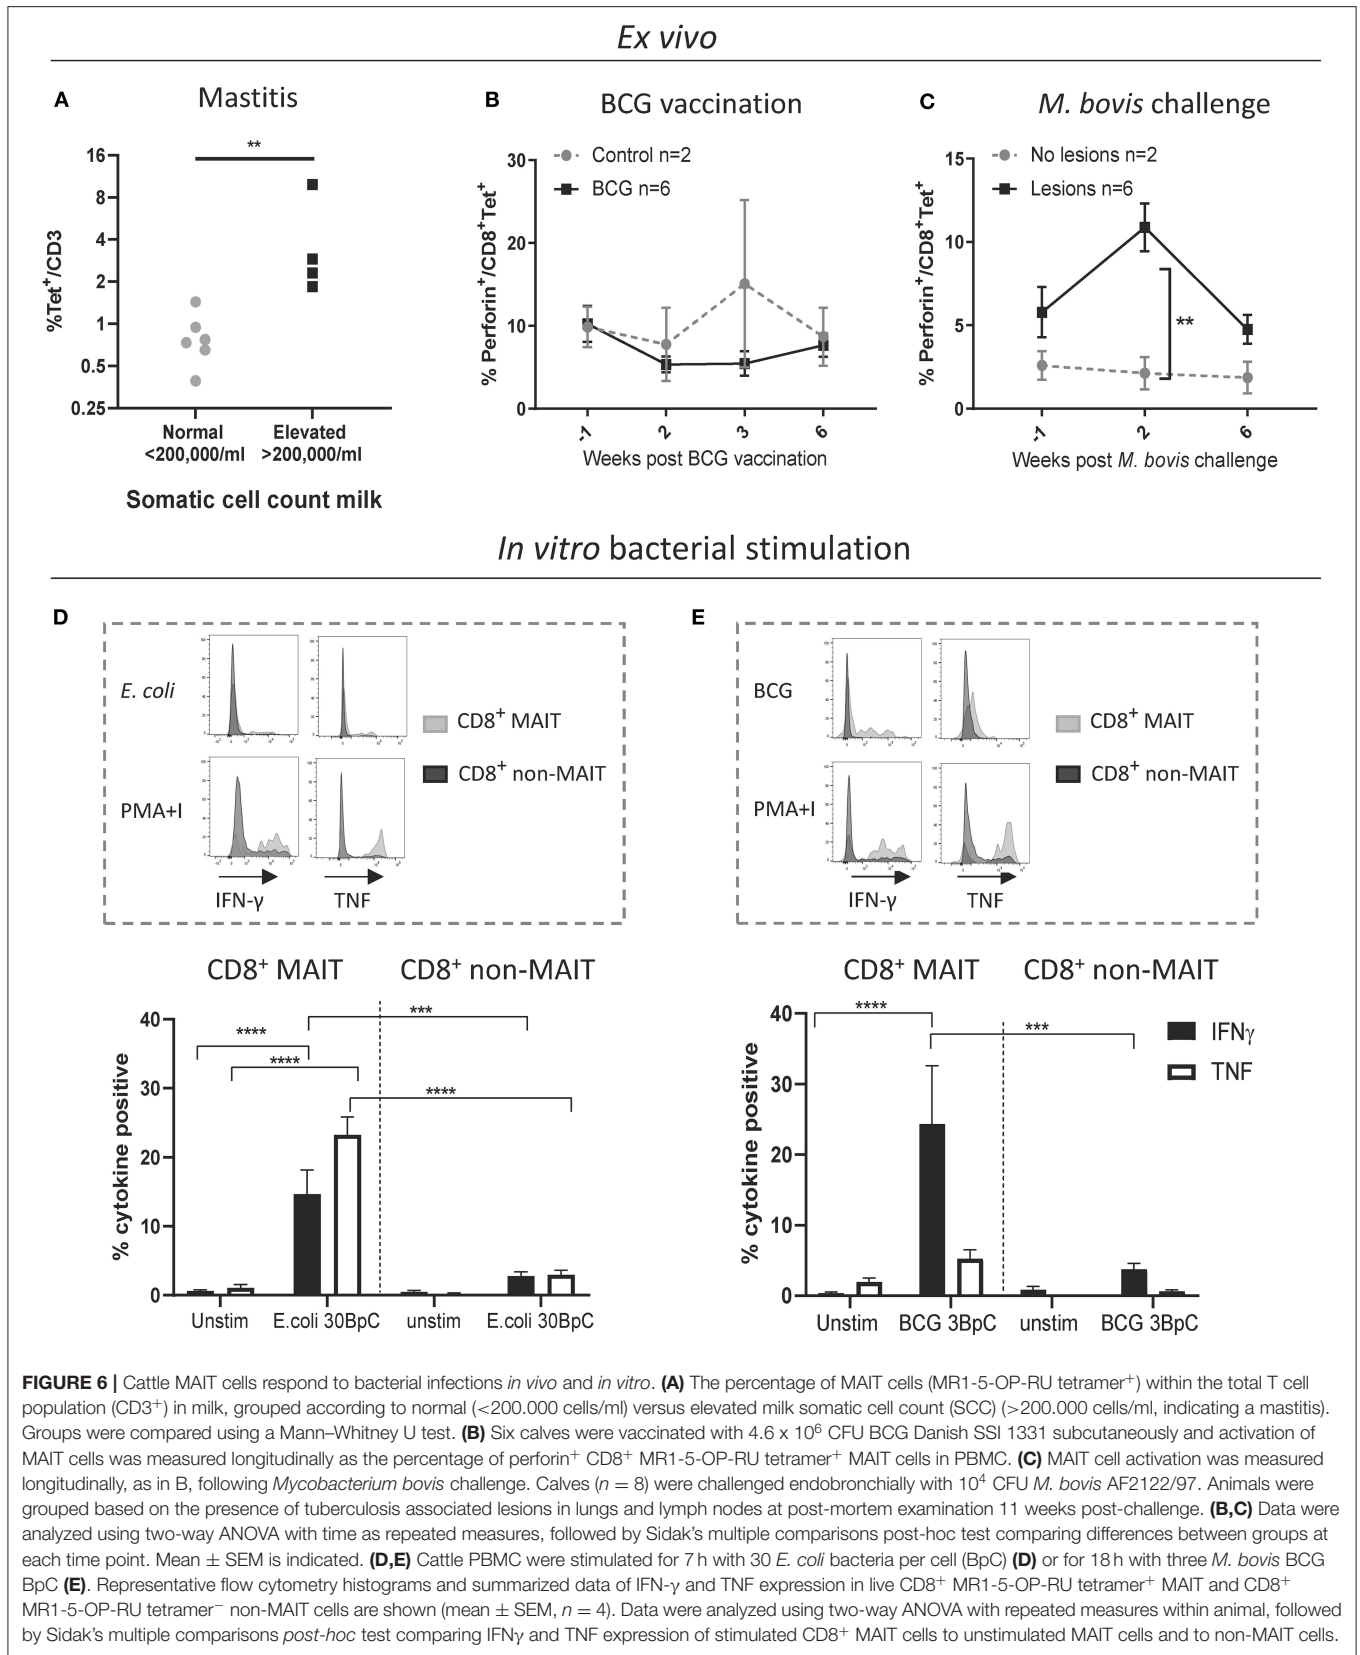 Ex vivo
A
Mastitis
**
16
8
4
2
1
0.5
0.25
%Tet+/CD3
Normal
<200,000/ml
Elevated
>200,000/ml
Somatic cell count milk
B
BCG vaccination
Control n=2
BCG n=6
30
20
10
0
% Perforin+/CD8+Tet+
-1
2
3
6
Weeks post BCG vaccination
C
M. bovis challenge
No lesions n=2
Lesions n=6
15
10
5
0
% Perforin+/CD8+Tet+
**
-1
2
6
Weeks post M. bovis challenge
In vitro bacterial stimulation
D
E. coli
PMA+I
IFN-γ
TNF
CD8+ MAIT
CD8+ non-MAIT
CD8+ MAIT
CD8+ non-MAIT
40
30
20
10
0
% cytokine positive
****
****
***
****
Unstim
E.coli 30BpC
unstim
E.coli 30BpC
E
BCG
PMA+I
IFN-γ
TNF
CD8+ MAIT
CD8+ non-MAIT
CD8+ MAIT
CD8+ non-MAIT
40
30
20
10
0
% cytokine positive
****
***
IFNγ
TNF
Unstim
BCG 3BpC
unstim
BCG 3BpC
FIGURE 6 | Cattle MAIT cells respond to bacterial infections in vivo and in vitro. (A) The percentage of MAIT cells (MR1-5-OP-RU tetramer+) within the total T cell
population (CD3+) in milk, grouped according to normal (<200.000 cells/ml) versus elevated milk somatic cell count (SCC) (>200.000 cells/ml, indicating a mastitis).
Groups were compared using a Mann–Whitney U test. (B) Six calves were vaccinated with 4.6 x 10⁶ CFU BCG Danish SSI 1331 subcutaneously and activation of
MAIT cells was measured longitudinally as the percentage of perforin+ CD8+ MR1-5-OP-RU tetramer+ MAIT cells in PBMC. (C) MAIT cell activation was measured
longitudinally, as in B, following Mycobacterium bovis challenge. Calves (n = 8) were challenged endobronchially with 10⁴ CFU M. bovis AF2122/97. Animals were
grouped based on the presence of tuberculosis associated lesions in lungs and lymph nodes at post-mortem examination 11 weeks post-challenge. (B,C) Data were
analyzed using two-way ANOVA with time as repeated measures, followed by Sidak's multiple comparisons post-hoc test comparing differences between groups at
each time point. Mean ± SEM is indicated. (D,E) Cattle PBMC were stimulated for 7 h with 30 E. coli bacteria per cell (BpC) (D) or for 18 h with three M. bovis BCG
BpC (E). Representative flow cytometry histograms and summarized data of IFN-γ and TNF expression in live CD8+ MR1-5-OP-RU tetramer+ MAIT and CD8+
MR1-5-OP-RU tetramer− non-MAIT cells are shown (mean ± SEM, n = 4). Data were analyzed using two-way ANOVA with repeated measures within animal, followed
by Sidak's multiple comparisons post-hoc test comparing IFNγ and TNF expression of stimulated CD8+ MAIT cells to unstimulated MAIT cells and to non-MAIT cells.